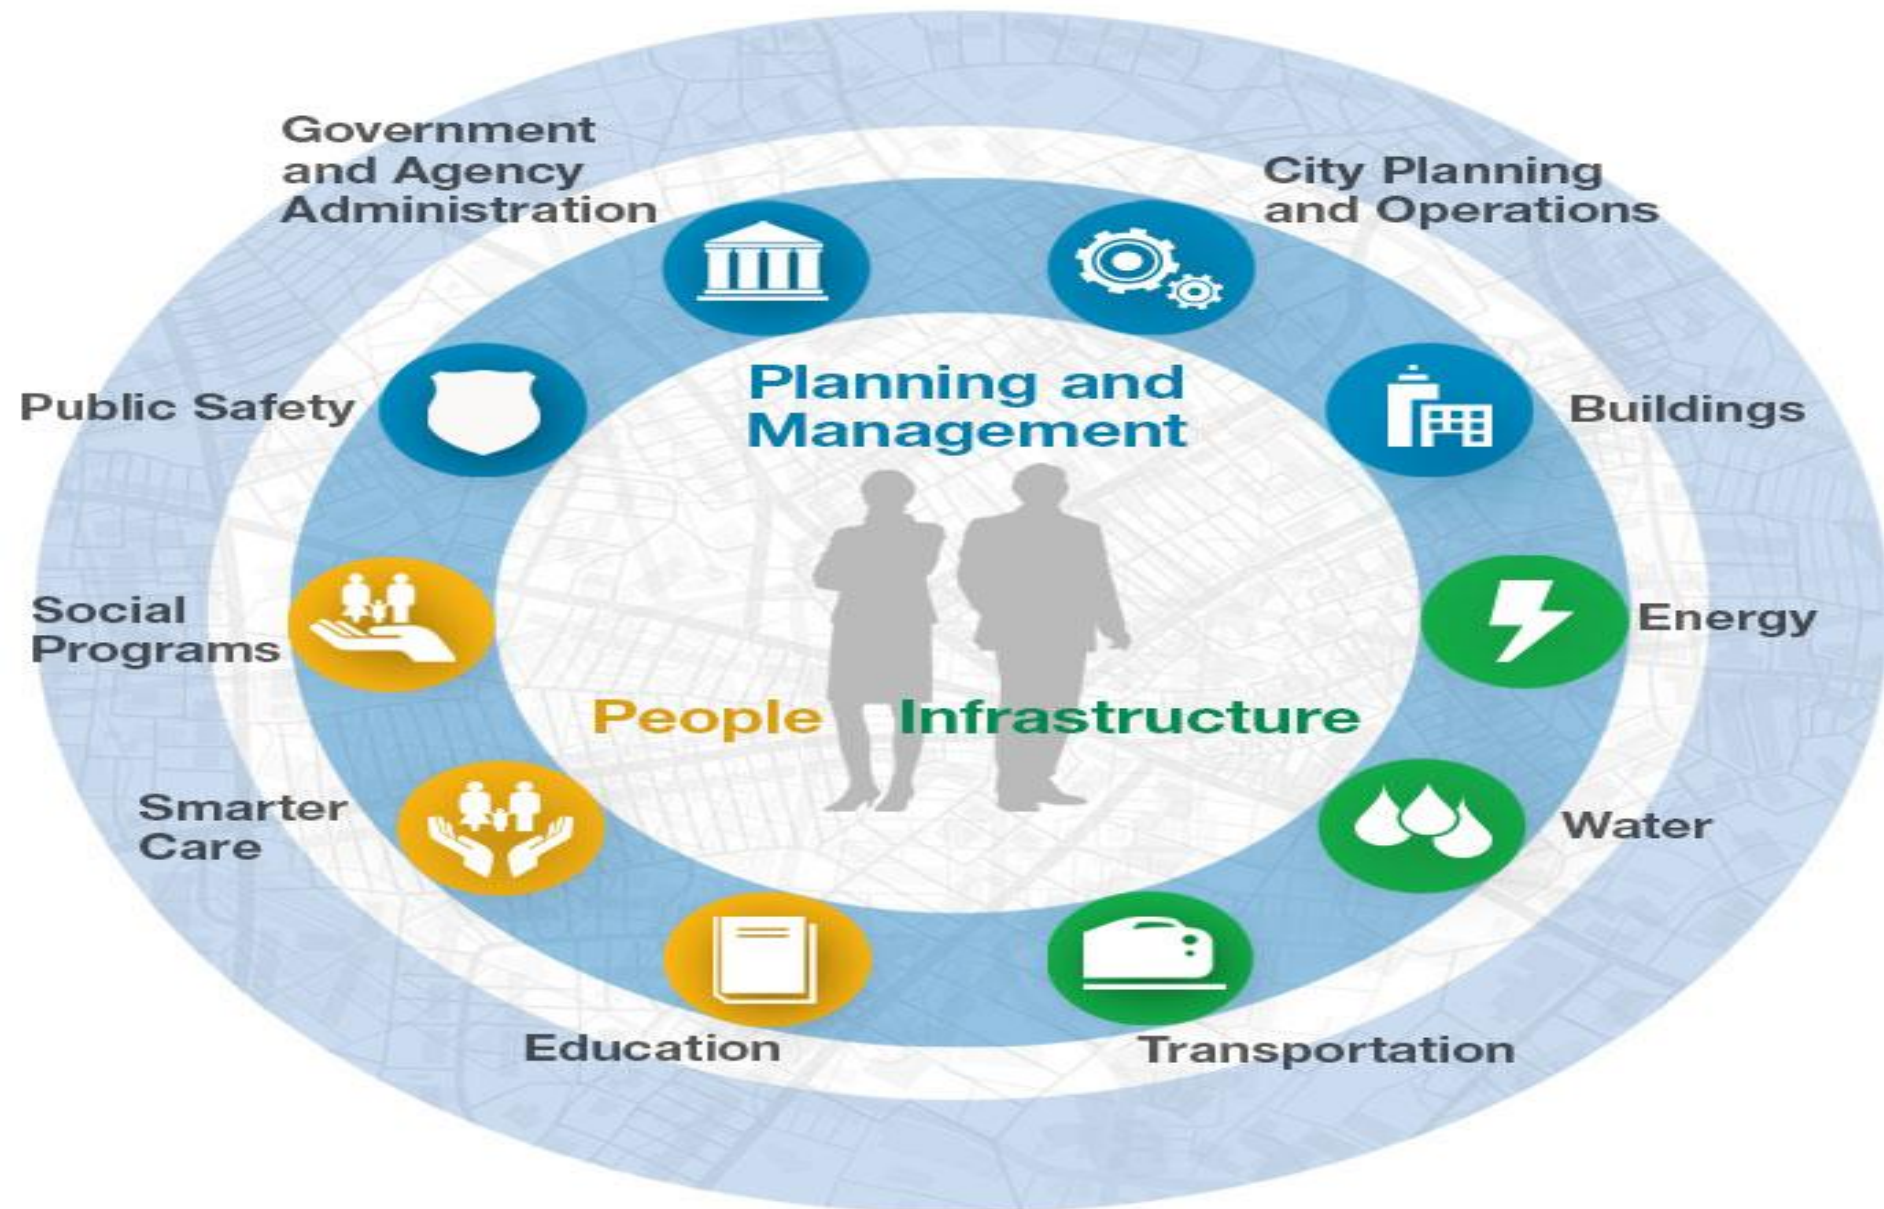 Government
and Agency
Administration
City Planning
and Operations
Public Safety
Planning and
Management
Buildings
Social
Programs
Energy
People
Infrastructure
Smarter
Care
Water
Education
Transportation